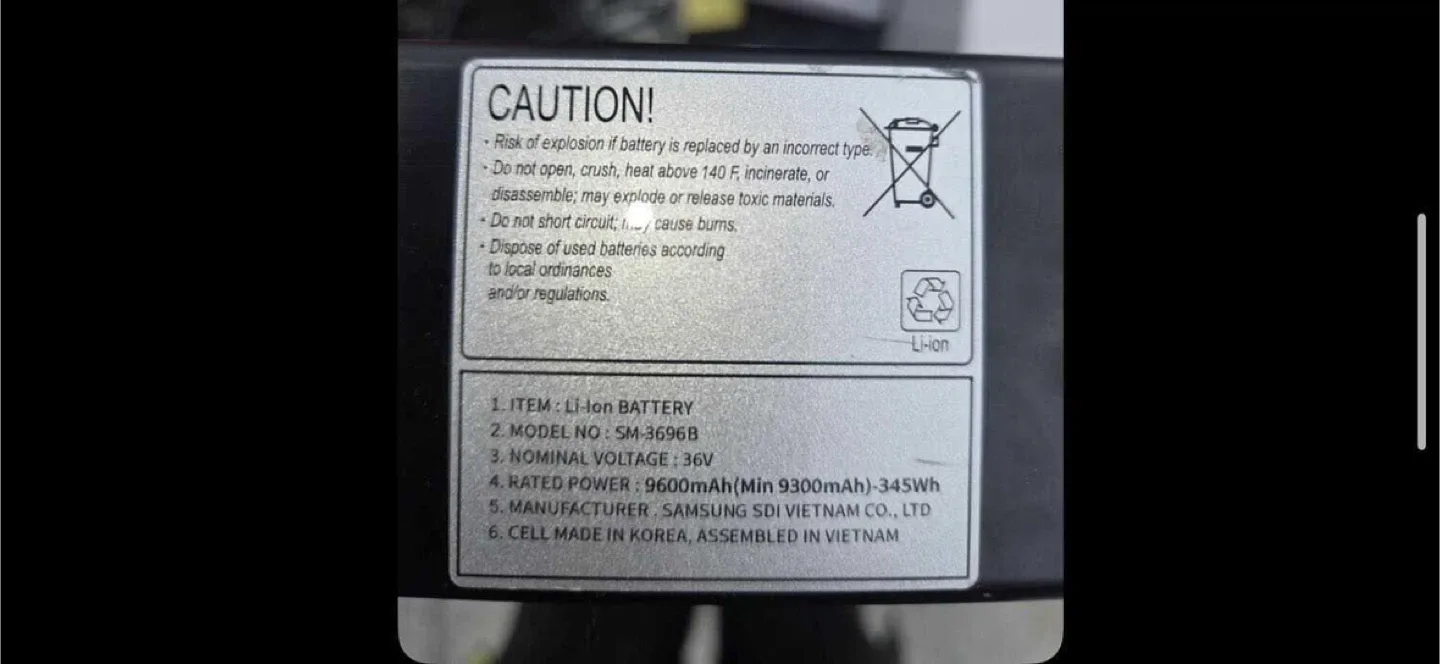 CAUTION!
· Risk of explosion if battery is replaced by an incorrect type.
· Do not open, crush, heat above 140 F, incinerate, or
disassemble; may explode or release toxic materials.
· Do not short circuit; may cause burns.
· Dispose of used batteries according
to local ordinances
and/or regulations.
Li-ion
1. ITEM : Li-Ion BATTERY
2. MODEL NO : SM-3696B
3. NOMINAL VOLTAGE : 36V
4. RATED POWER : 9600mAh(Min 9300mAh)-345Wh
5. MANUFACTURER : SAMSUNG SDI VIETNAM CO., LTD
6. CELL MADE IN KOREA, ASSEMBLED IN VIETNAM